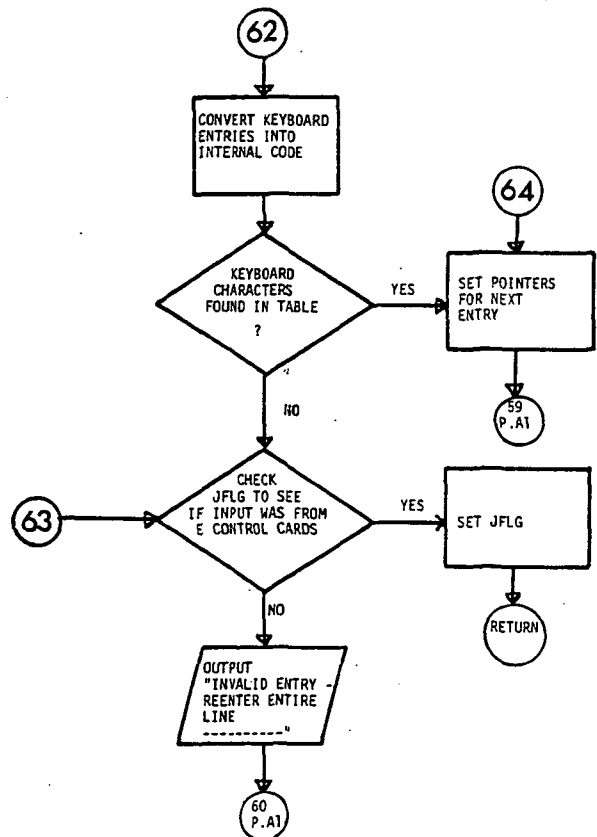 62
CONVERT KEYBOARD
ENTRIES INTO
INTERNAL CODE
64
KEYBOARD
CHARACTERS
FOUND IN TABLE
?
YES
SET POINTERS
FOR NEXT
ENTRY
59
P.A1
NO
63
CHECK
JFLG TO SEE
IF INPUT WAS FROM
E CONTROL CARDS
YES
SET JFLG
RETURN
NO
OUTPUT
"INVALID ENTRY -
REENTER ENTIRE
LINE
----------"
60
P.A1